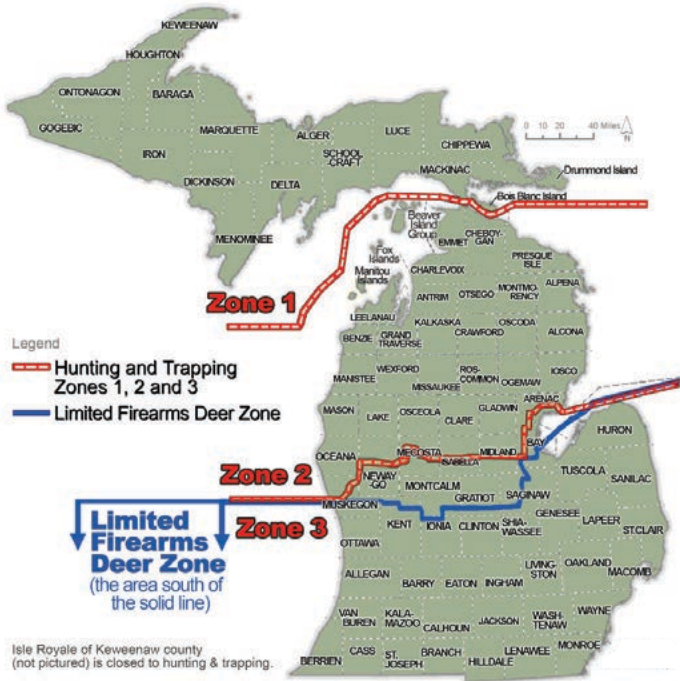 KEWEENAW
HOUGHTON
ONTONAGON
BARAGA
GOGEBIC
MARQUETTE
ALGER
LUCE
IRON
SCHOOL
-CRAFT
CHIPPEWA
MACKINAC
DICKINSON
DELTA
MENOMINEE
0 10 20 40 Miles
N
Drummond Island
Bois Blanc Island
Beaver
Island
Group
EMMET
CHEBOY-
GAN
PRESQUE
ISLE
Fox
Islands
Manitou
Islands
CHARLEVOIX
Zone 1
ANTRIM
OTSEGO
MONTMO-
RENCY
ALPENA
LEELANAU
BENZIE
GRAND
TRAVERSE
KALKASKA
CRAWFORD
OSCODA
ALCONA
Legend
Hunting and Trapping
Zones 1, 2 and 3
Limited Firearms Deer Zone
MANISTEE
WEXFORD
MISSAUKEE
ROS-
COMMON
OGEMAW
IOSCO
MASON
LAKE
OSCEOLA
CLARE
GLADWIN
ARENAC
HURON
OCEANA
NEWAY
-GO
MECOSTA
ISABELLA
MIDLAND
BAY
Zone 2
MONTCALM
GRATIOT
SAGINAW
TUSCOLA
SANILAC
Zone 3
MUSKEGON
KENT
IONIA
CLINTON
SHIA-
WASSEE
GENESEE
LAPEER
ST.CLAIR
Limited
Firearms
Deer Zone
(the area south of
the solid line)
OTTAWA
ALLEGAN
BARRY
EATON
INGHAM
LIVING-
STON
OAKLAND
MACOMB
VAN
BUREN
KALA-
MAZOO
CALHOUN
JACKSON
WASH-
TENAW
WAYNE
BERRIEN
CASS
ST.
JOSEPH
BRANCH
HILLDALE
LENAWEE
MONROE
Isle Royale of Keweenaw county
(not pictured) is closed to hunting & trapping.